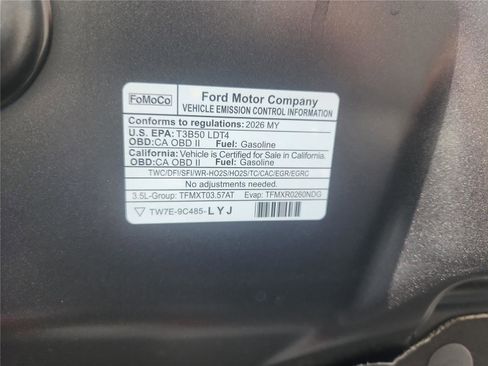 FoMoCo
Ford Motor Company
VEHICLE EMISSION CONTROL INFORMATION
Conforms to regulations: 2026 MY
U.S. EPA: T3B50 LDT4
OBD:CA OBD II Fuel: Gasoline
California: Vehicle is Certified for Sale in California.
OBD:CA OBD II Fuel: Gasoline
TWC/DFI/SFI/WR-HO2S/HO2S/TC/CAC/EGR/EGRC
No adjustments needed.
3.5L-Group: TFMXT03.57AT Evap: TFMXR0260NDG
TW7E-9C485-LYJ